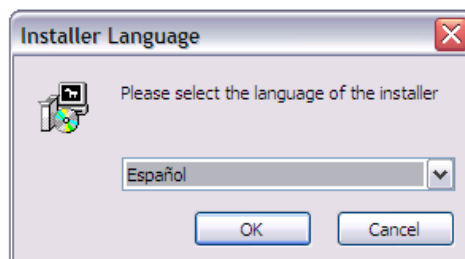 Installer Language
Please select the language of the installer
Español
OK
Cancel